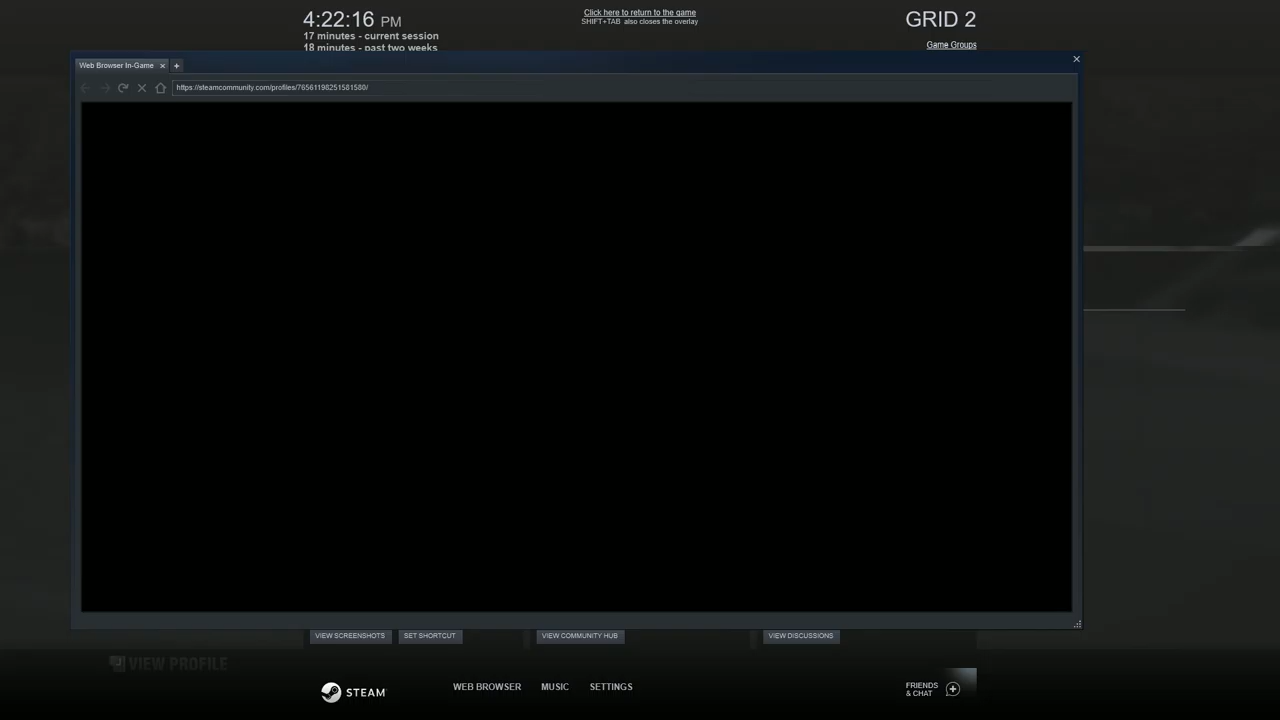 4:22:16 PM
17 minutes - current session
18 minutes - past two weeks
Click here to return to the game
SHIFT+TAB also closes the overlay
GRID 2
Game Groups
Web Browser In-Game
https://steamcommunity.com/profiles/76561198251581580/
VIEW SCREENSHOTS
SET SHORTCUT
VIEW COMMUNITY HUB
VIEW DISCUSSIONS
VIEW PROFILE
STEAM
WEB BROWSER
MUSIC
SETTINGS
FRIENDS
& CHAT